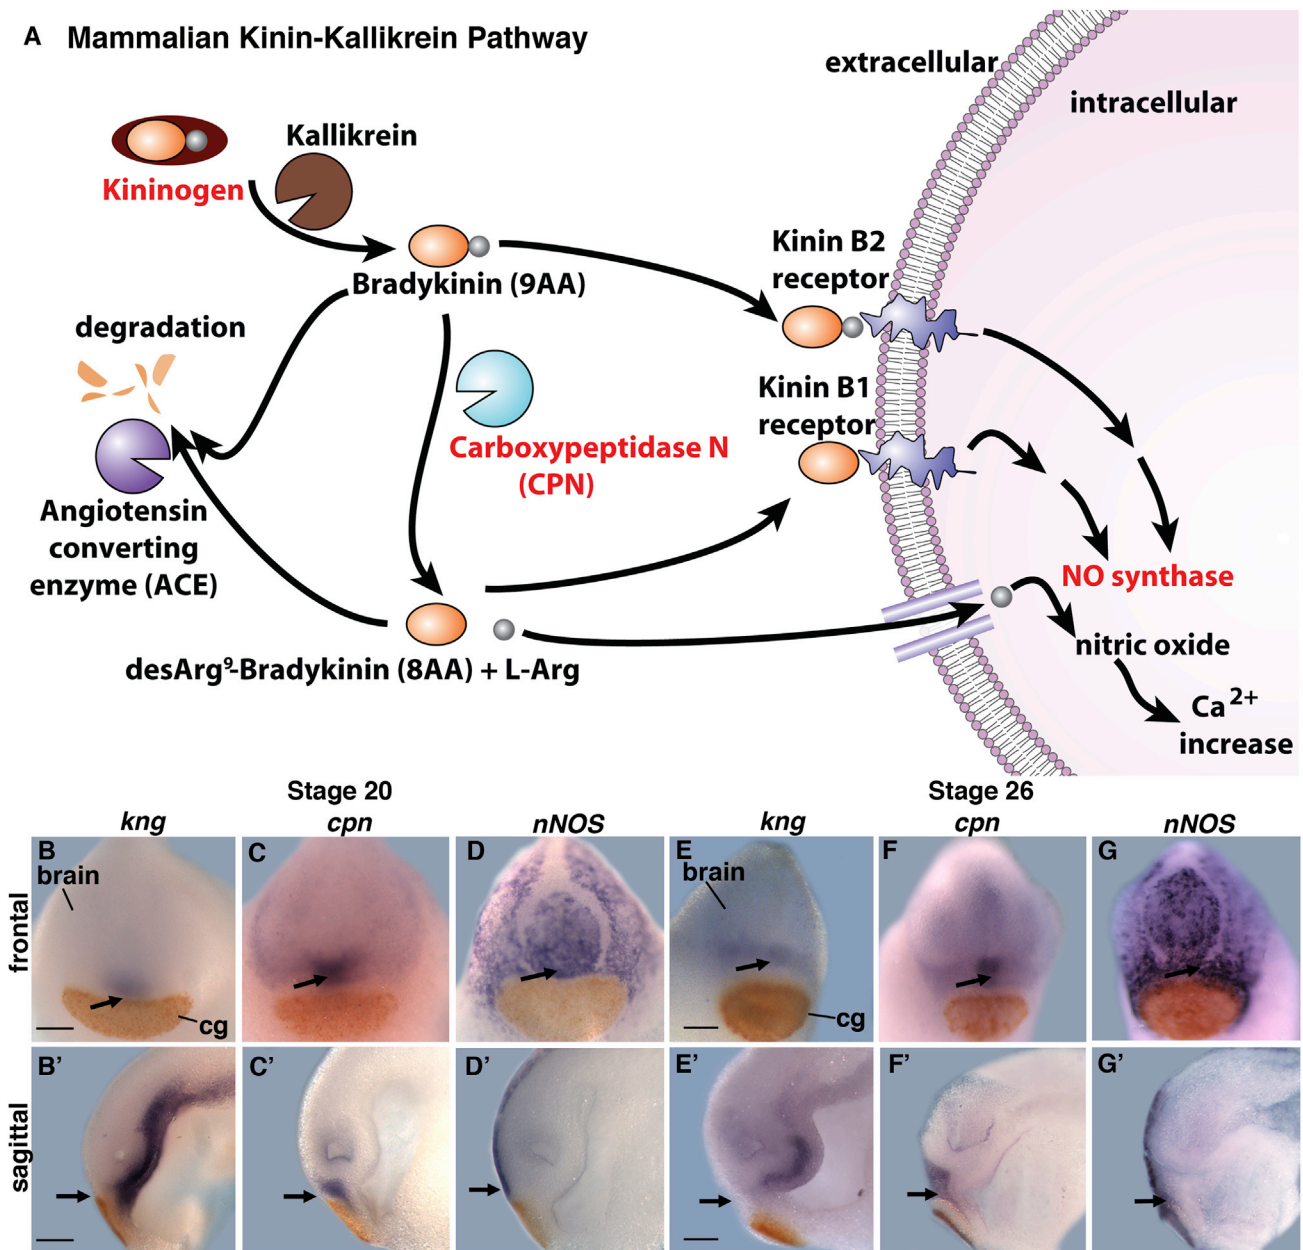 A Mammalian Kinin-Kallikrein Pathway
extracellular
intracellular
Kallikrein
Kininogen
Bradykinin (9AA)
Kinin B2
receptor
degradation
Kinin B1
receptor
Carboxypeptidase N
(CPN)
Angiotensin
converting
enzyme (ACE)
NO synthase
nitric oxide
desArg⁹-Bradykinin (8AA) + L-Arg
Ca²⁺
increase
Stage 20
Stage 26
kng cpn nNOS kng cpn nNOS
frontal
B C D E F G
brain
brain
cg
cg
sagittal
B' C' D' E' F' G'